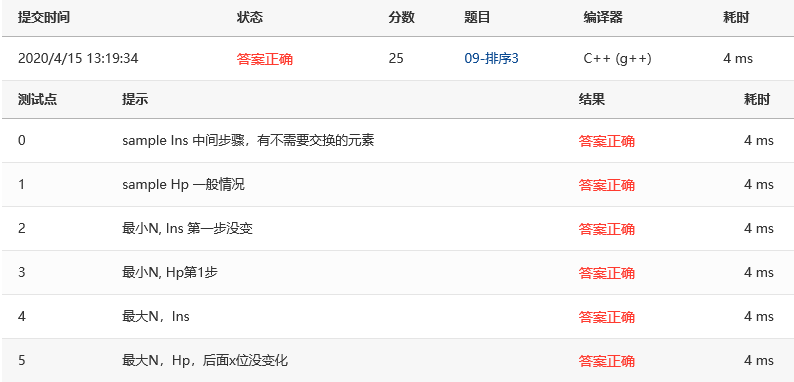 提交时间 状态 分数 题目 编译器 耗时
2020/4/15 13:19:34 答案正确 25 09-排序3 C++ (g++) 4 ms
测试点 提示 结果 耗时
0 sample Ins 中间步骤，有不需要交换的元素 答案正确 4 ms
1 sample Hp 一般情况 答案正确 4 ms
2 最小N, Ins 第一步没变 答案正确 4 ms
3 最小N, Hp第1步 答案正确 4 ms
4 最大N，Ins 答案正确 4 ms
5 最大N，Hp，后面x位没变化 答案正确 4 ms